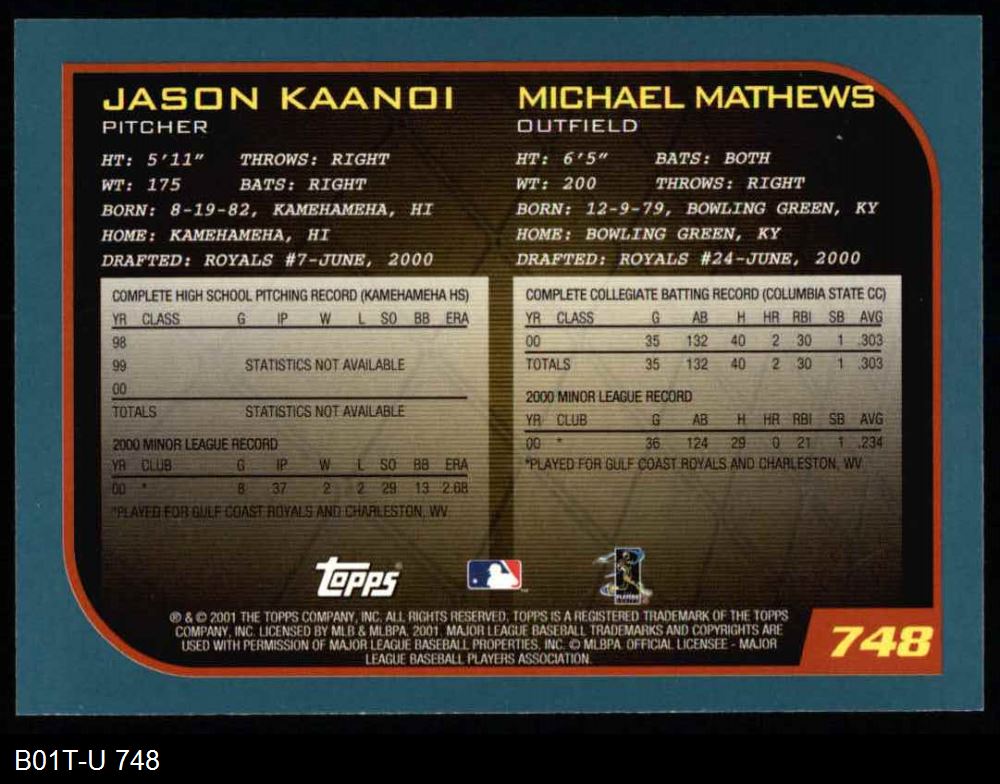 JASON KAANOI
PITCHER
HT: 5'11" THROWS: RIGHT
WT: 175 BATS: RIGHT
BORN: 8-19-82, KAMEHAMEHA, HI
HOME: KAMEHAMEHA, HI
DRAFTED: ROYALS #7-JUNE, 2000
COMPLETE HIGH SCHOOL PITCHING RECORD (KAMEHAMEHA HS)
YR CLASS G IP W L SO BB ERA
98
99 STATISTICS NOT AVAILABLE
00
TOTALS STATISTICS NOT AVAILABLE
2000 MINOR LEAGUE RECORD
YR CLUB G IP W L SO BB ERA
00 * 8 37 2 2 29 13 2.68
*PLAYED FOR GULF COAST ROYALS AND CHARLESTON, WV
MICHAEL MATHEWS
OUTFIELD
HT: 6'5" BATS: BOTH
WT: 200 THROWS: RIGHT
BORN: 12-9-79, BOWLING GREEN, KY
HOME: BOWLING GREEN, KY
DRAFTED: ROYALS #24-JUNE, 2000
COMPLETE COLLEGIATE BATTING RECORD (COLUMBIA STATE CC)
YR CLASS G AB H HR RBI SB AVG
00 35 132 40 2 30 1 .303
TOTALS 35 132 40 2 30 1 .303
2000 MINOR LEAGUE RECORD
YR CLUB G AB H HR RBI SB AVG
00 * 36 124 29 0 21 1 .234
*PLAYED FOR GULF COAST ROYALS AND CHARLESTON, WV
Topps
® & © 2001 THE TOPPS COMPANY, INC. ALL RIGHTS RESERVED. TOPPS IS A REGISTERED TRADEMARK OF THE TOPPS
COMPANY, INC. LICENSED BY MLB & MLBPA, 2001. MAJOR LEAGUE BASEBALL TRADEMARKS AND COPYRIGHTS ARE
USED WITH PERMISSION OF MAJOR LEAGUE BASEBALL PROPERTIES, INC. © MLBPA OFFICIAL LICENSEE - MAJOR
LEAGUE BASEBALL PLAYERS ASSOCIATION.
748
B01T-U 748